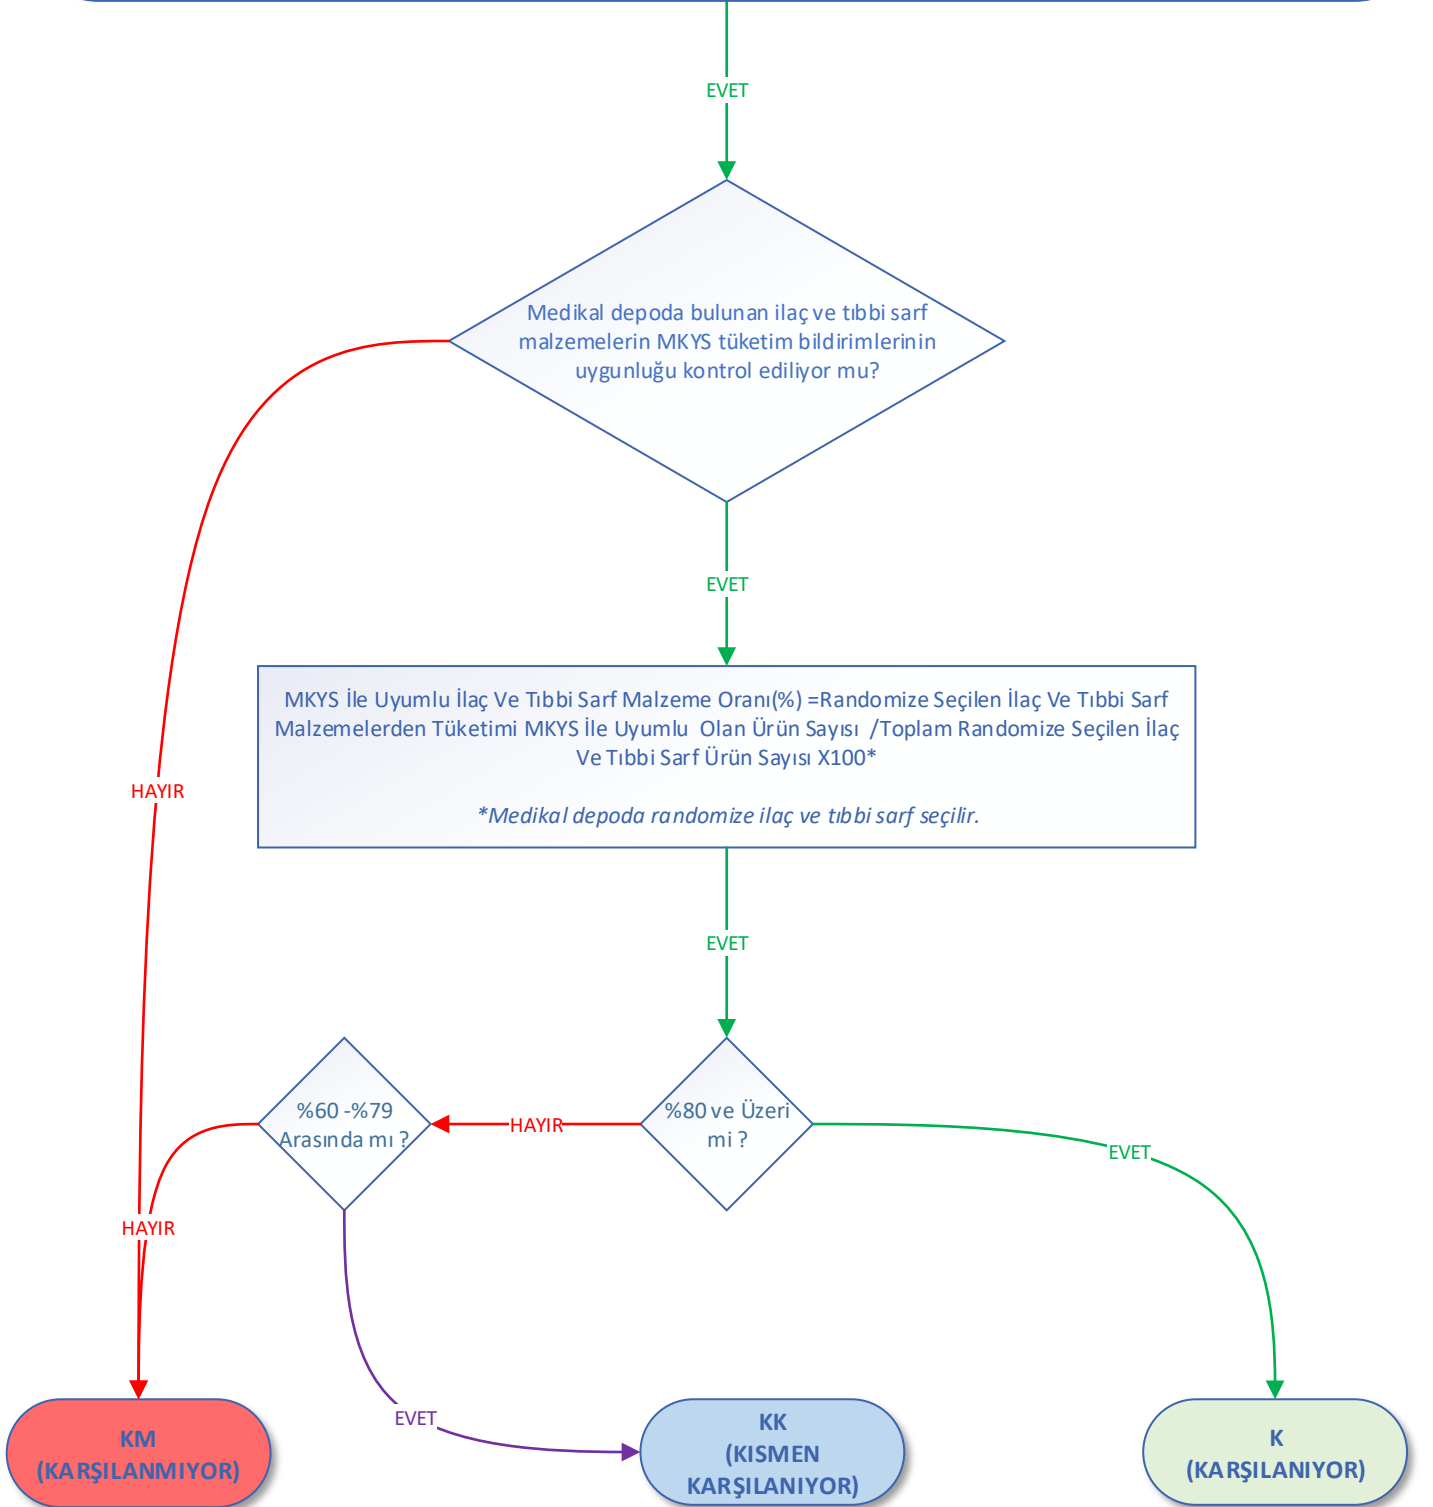 EVET
Medikal depoda bulunan ilaç ve tıbbi sarf
malzemelerin MKYS tüketim bildirimlerinin
uygunluğu kontrol ediliyor mu?
EVET
MKYS İle Uyumlu İlaç Ve Tıbbi Sarf Malzeme Oranı(%) =Randomize Seçilen İlaç Ve Tıbbi Sarf
Malzemelerden Tüketimi MKYS İle Uyumlu Olan Ürün Sayısı /Toplam Randomize Seçilen İlaç
Ve Tıbbi Sarf Ürün Sayısı X100*
*Medikal depoda randomize ilaç ve tıbbi sarf seçilir.
HAYIR
EVET
%60 -%79
Arasında mı ?
HAYIR
%80 ve Üzeri
mi ?
EVET
HAYIR
EVET
KM
(KARŞILANMIYOR)
KK
(KISMEN
KARŞILANIYOR)
K
(KARŞILANIYOR)